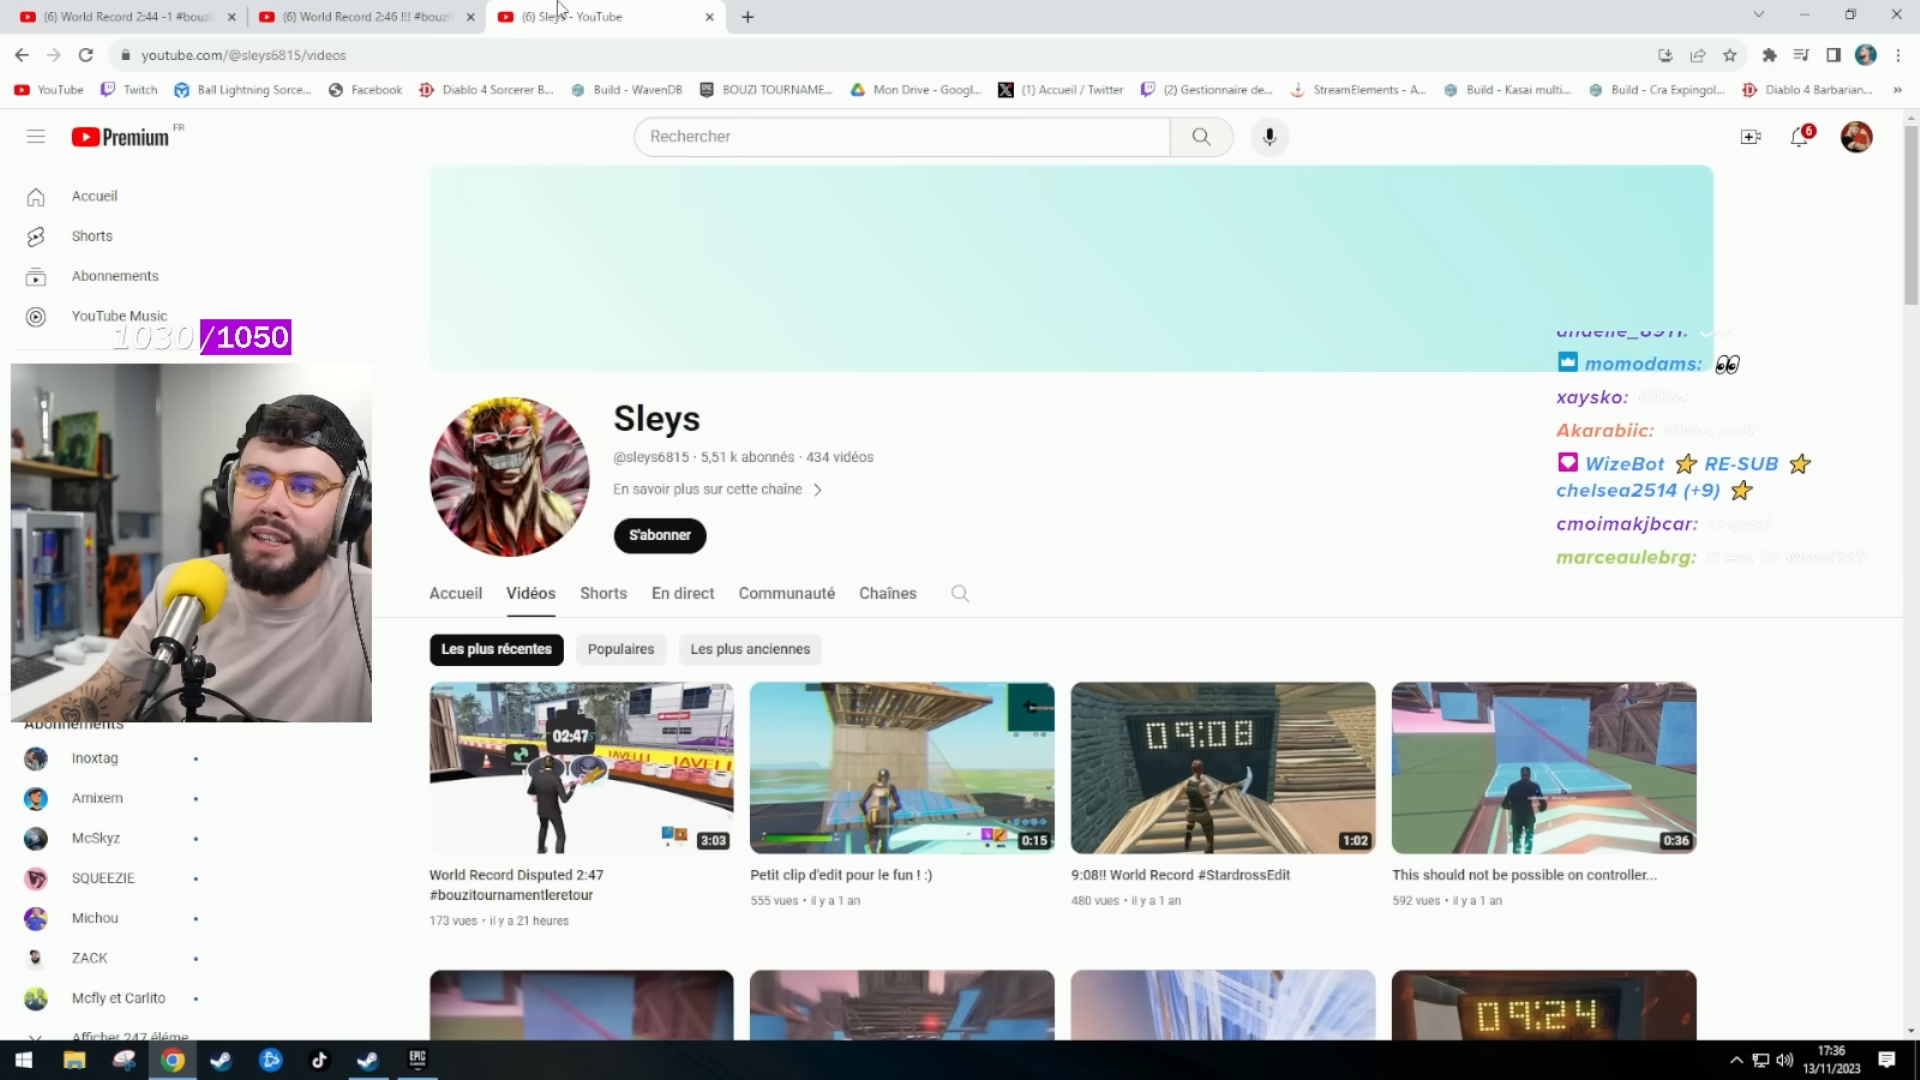 (6) World Record 2:44 -1 #bouzi
(6) World Record 2:46 !!! #bouzi
(6) Sleys - YouTube
youtube.com/@sleys6815/videos
YouTube
Twitch
Ball Lightning Sorce...
Facebook
Diablo 4 Sorcerer B...
Build - WavenDB
BOUZI TOURNAME...
Mon Drive - Googl...
(1) Accueil / Twitter
(2) Gestionnaire de...
StreamElements - A...
Build - Kasai multi...
Build - Cra Expingol...
Diablo 4 Barbarian...
Premium FR
Rechercher
6
Accueil
Shorts
Abonnements
YouTube Music
1030 /1050
momodams:
xaysko:
Akarabiic:
WizeBot ⭐ RE-SUB ⭐
chelsea2514 (+9) ⭐
cmoimakjbcar:
marceaulebrg:
Sleys
@sleys6815 · 5,51 k abonnés · 434 vidéos
En savoir plus sur cette chaîne
S'abonner
Accueil
Vidéos
Shorts
En direct
Communauté
Chaînes
Les plus récentes
Populaires
Les plus anciennes
Abonnements
Inoxtag
Amixem
McSkyz
SQUEEZIE
Michou
ZACK
Mcfly et Carlito
Afficher 247 éléme
02:47
3:03
0:15
09:08
1:02
0:36
World Record Disputed 2:47
#bouzitournamentleretour
173 vues · il y a 21 heures
Petit clip d'edit pour le fun ! :)
555 vues · il y a 1 an
9:08!! World Record #StardrossEdit
480 vues · il y a 1 an
This should not be possible on controller...
592 vues · il y a 1 an
09:24
EPIC
17:36
13/11/2023